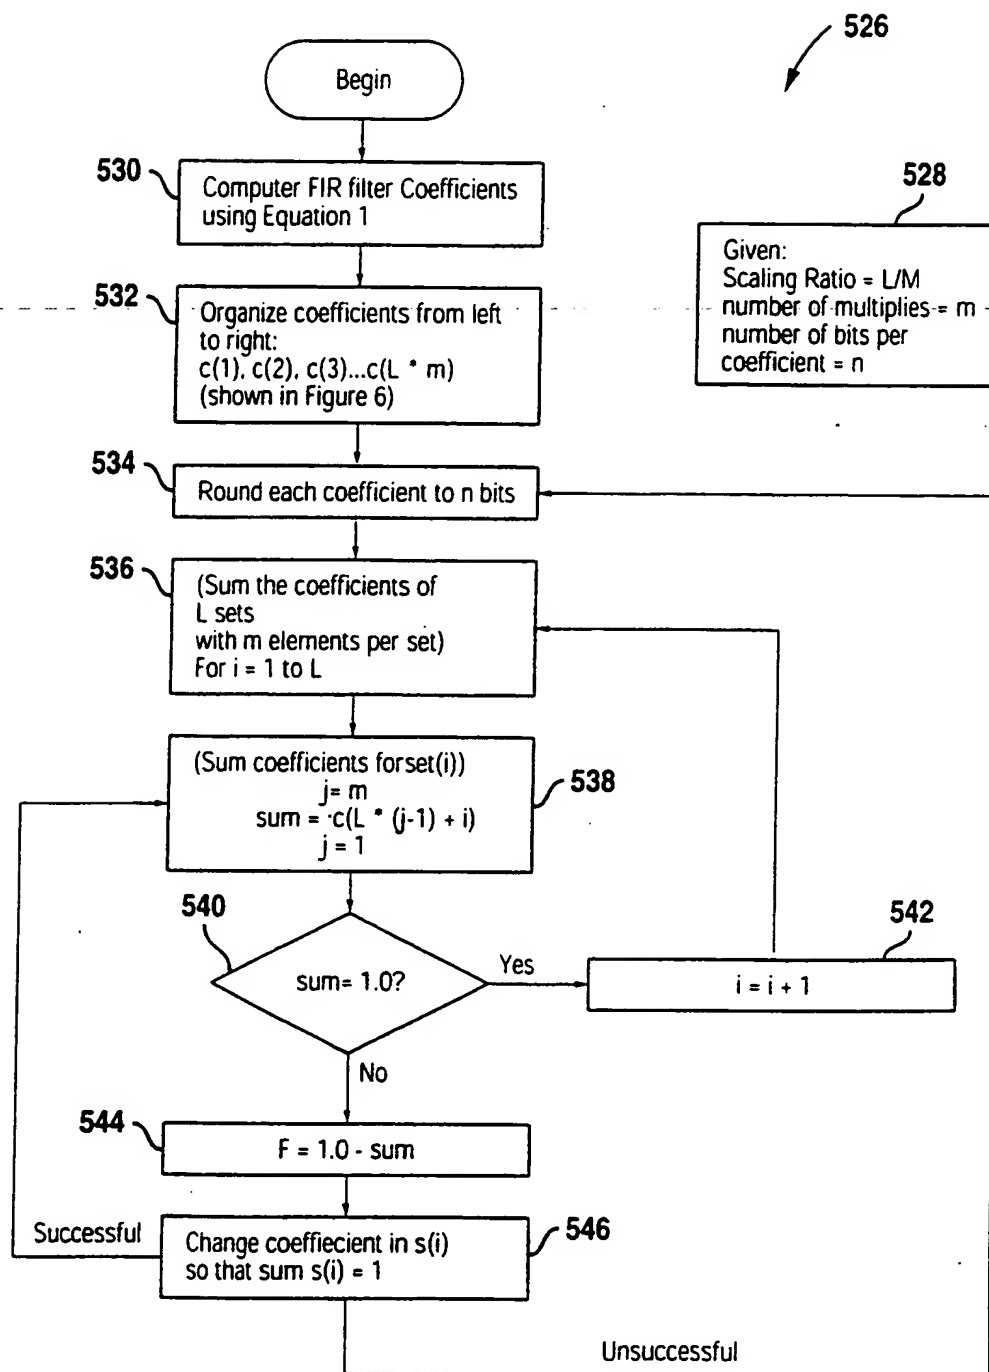 526
Begin
530
Computer FIR filter Coefficients
using Equation 1
528
Given:
Scaling Ratio = L/M
number of multiplies = m
number of bits per
coefficient = n
532
Organize coefficients from left
to right:
c(1), c(2), c(3)...c(L * m)
(shown in Figure 6)
534
Round each coefficient to n bits
536
(Sum the coefficients of
L sets
with m elements per set)
For i = 1 to L
(Sum coefficients forset(i))
j= m
sum = ·c(L * (j-1) + i)
j = 1
538
540
sum= 1.0?
Yes
542
i = i + 1
No
544
F = 1.0 - sum
Successful
Change coeffiecient in s(i)
so that sum s(i) = 1
546
Unsuccessful